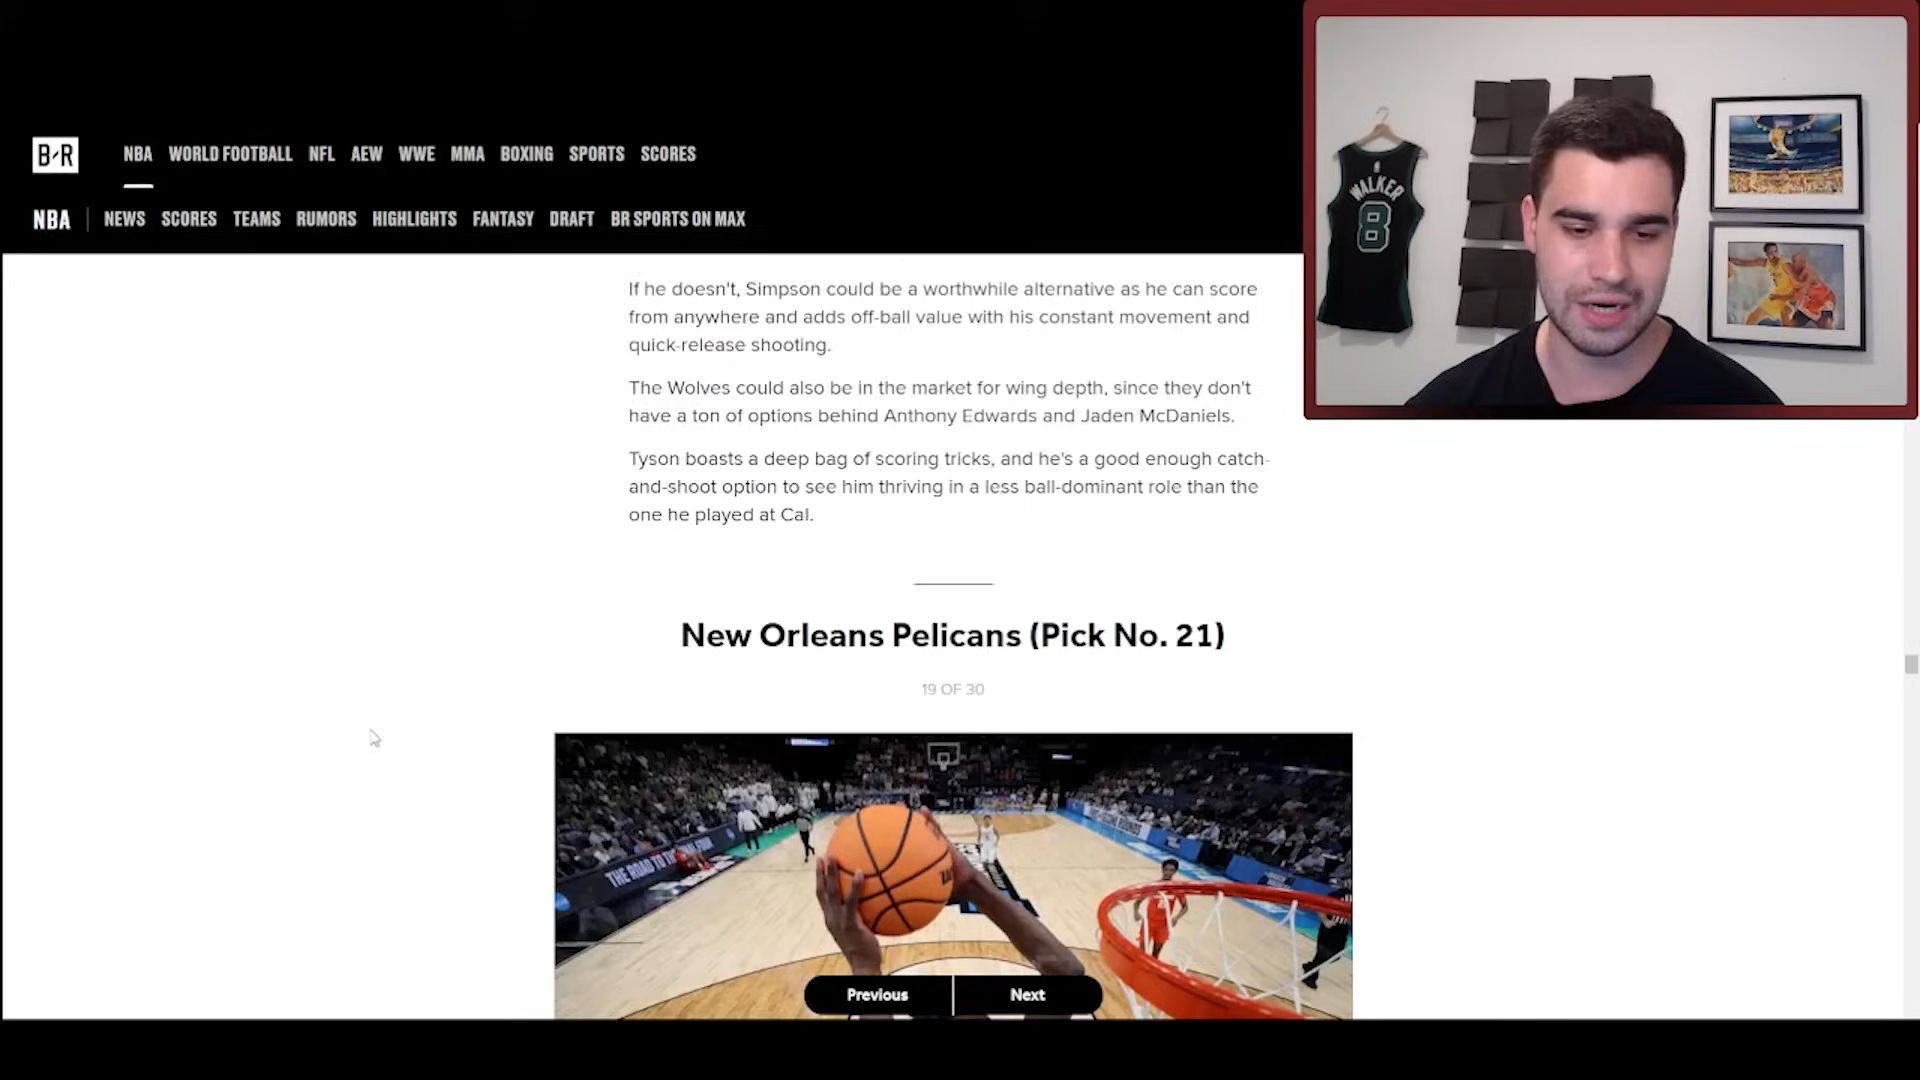 B/R
NBA WORLD FOOTBALL NFL AEW WWE MMA BOXING SPORTS SCORES
NBA NEWS SCORES TEAMS RUMORS HIGHLIGHTS FANTASY DRAFT BR SPORTS ON MAX
WALKER
8
If he doesn't, Simpson could be a worthwhile alternative as he can score
from anywhere and adds off-ball value with his constant movement and
quick-release shooting.
The Wolves could also be in the market for wing depth, since they don't
have a ton of options behind Anthony Edwards and Jaden McDaniels.
Tyson boasts a deep bag of scoring tricks, and he's a good enough catch-
and-shoot option to see him thriving in a less ball-dominant role than the
one he played at Cal.
New Orleans Pelicans (Pick No. 21)
19 OF 30
THE ROAD TO
Previous
Next